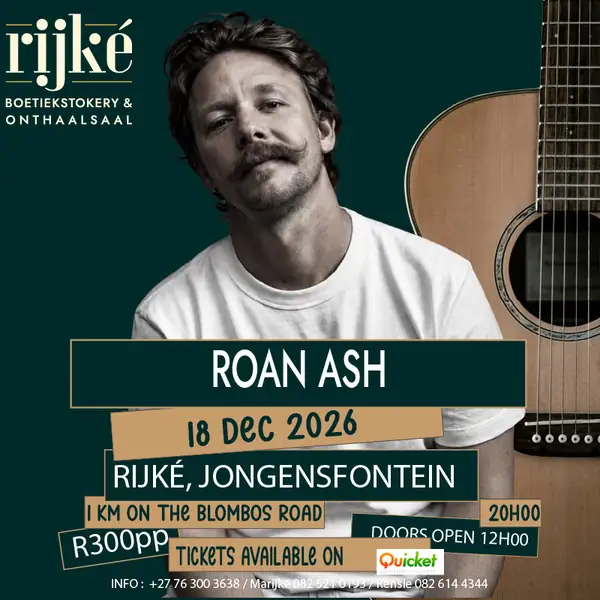 rijké
BOETIEKSTOKERY &
ONTHAALSAAL
ROAN ASH
18 Dec 2026
RIJKÉ, JONGENSFONTEIN
1 KM ON THE BLOMBOS ROAD
20H00
R300pp
DOORS OPEN 12H00
TICKETS AVAILABLE ON
Quicket
INFO : +27 76 300 3638 / Marijke 082 521 0193 / Rensie 082 614 4344